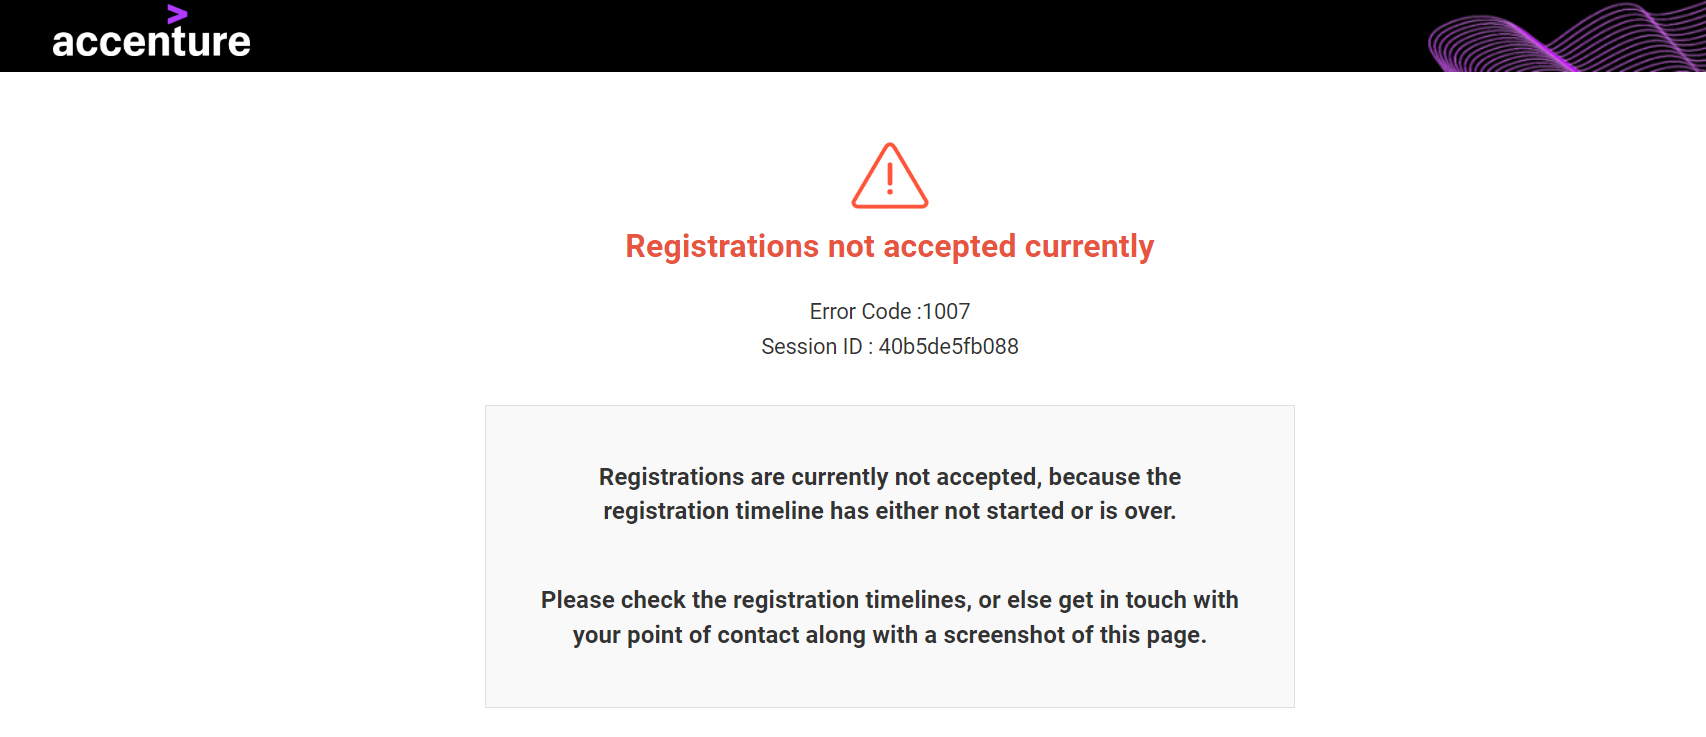 accenture
Registrations not accepted currently
Error Code :1007
Session ID : 40b5de5fb088
Registrations are currently not accepted, because the
registration timeline has either not started or is over.
Please check the registration timelines, or else get in touch with
your point of contact along with a screenshot of this page.